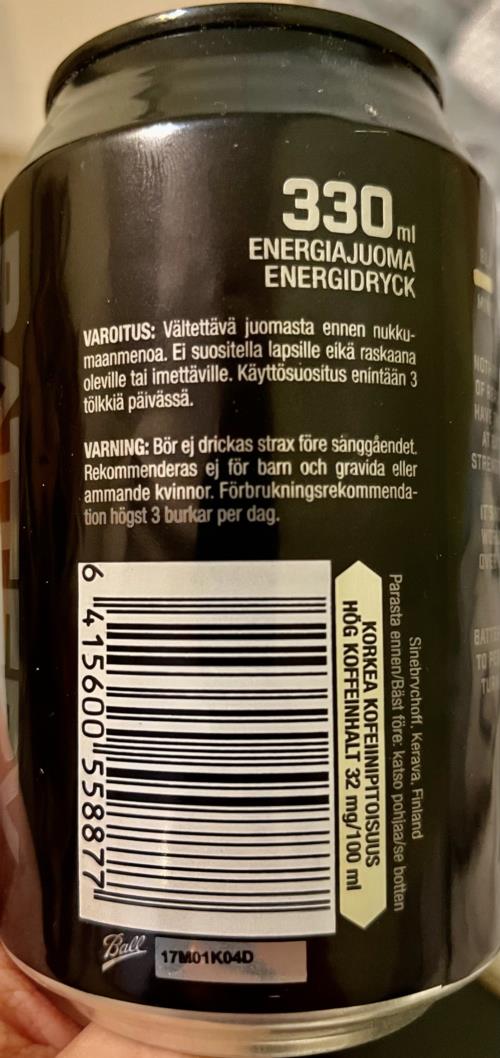 330 ml
ENERGIAJUOMA
ENERGIDRYCK
VAROITUS: Vältettävä juomasta ennen nukku-
maanmenoa. Ei suositella lapsille eikä raskaana
oleville tai imettäville. Käyttösuositus enintään 3
tölkkiä päivässä.
VARNING: Bör ej drickas strax före sänggåendet.
Rekommenderas ej för barn och gravida eller
ammande kvinnor. Förbrukningsrekommenda-
tion högst 3 burkar per dag.
6 415600 558877
KORKEA KOFEIINIPITOISUUS
HÖG KOFFEINHALT 32 mg/100 ml
Sinebrychoff, Kerava, Finland
Parasta ennen/Bäst före: katso pohjaa/se botten
Ball
17M01K04D